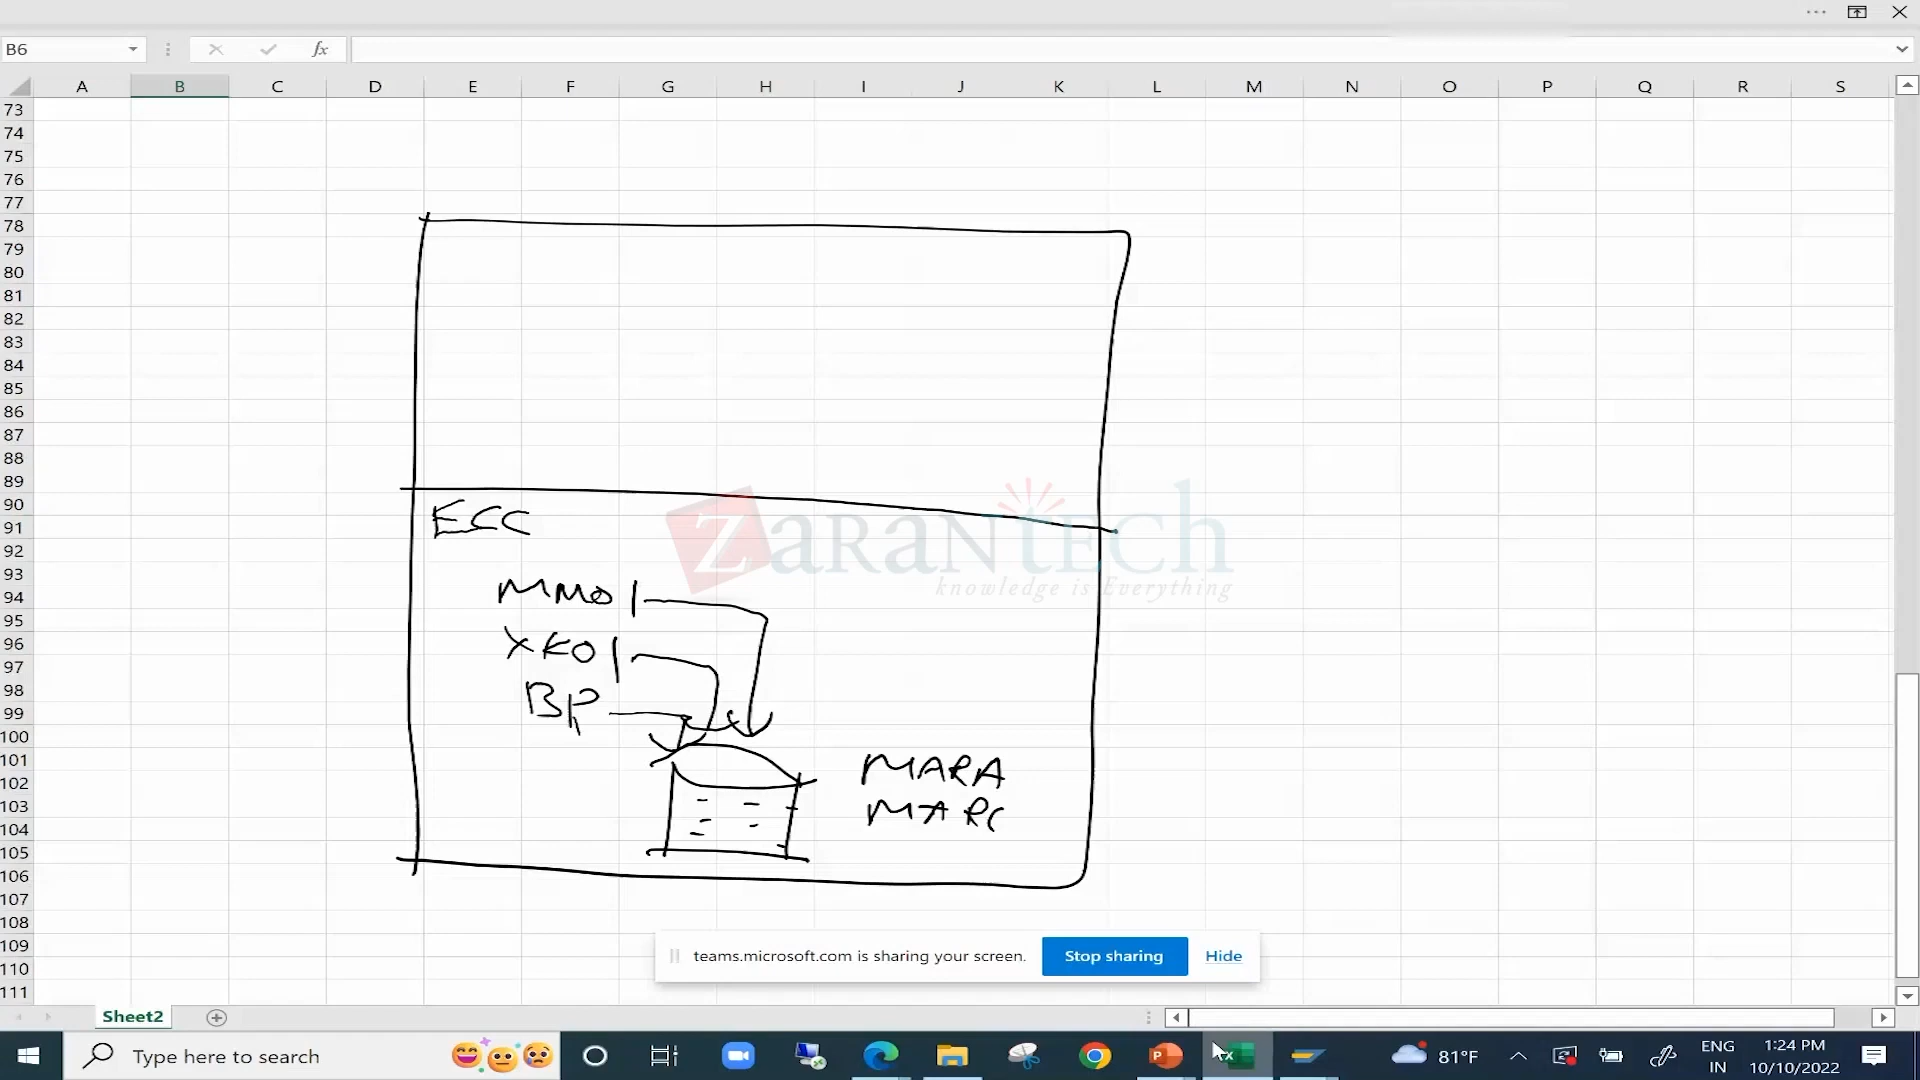 B6
fx
A B C D E F G H I J K L M N O P Q R S
73
74
75
76
77
78
79
80
81
82
83
84
85
86
87
88
89
90
91
92
93
94
95
96
97
98
99
100
101
102
103
104
105
106
107
108
109
110
111
ECC
ZARANTECH
knowledge is Everything
MM01
XK01
BP
MARA
MARC
teams.microsoft.com is sharing your screen. Stop sharing Hide
Sheet2
Type here to search
81°F
ENG
IN
1:24 PM
10/10/2022